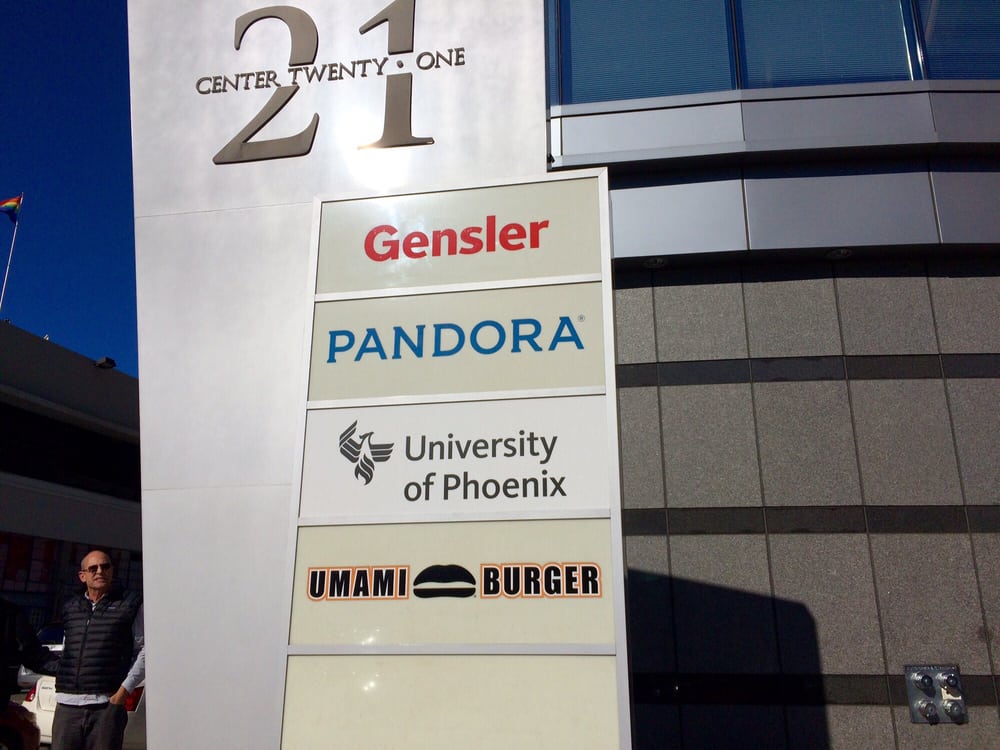 21
CENTER TWENTY·ONE
Gensler
PANDORA®
University
of Phoenix
UMAMI BURGER